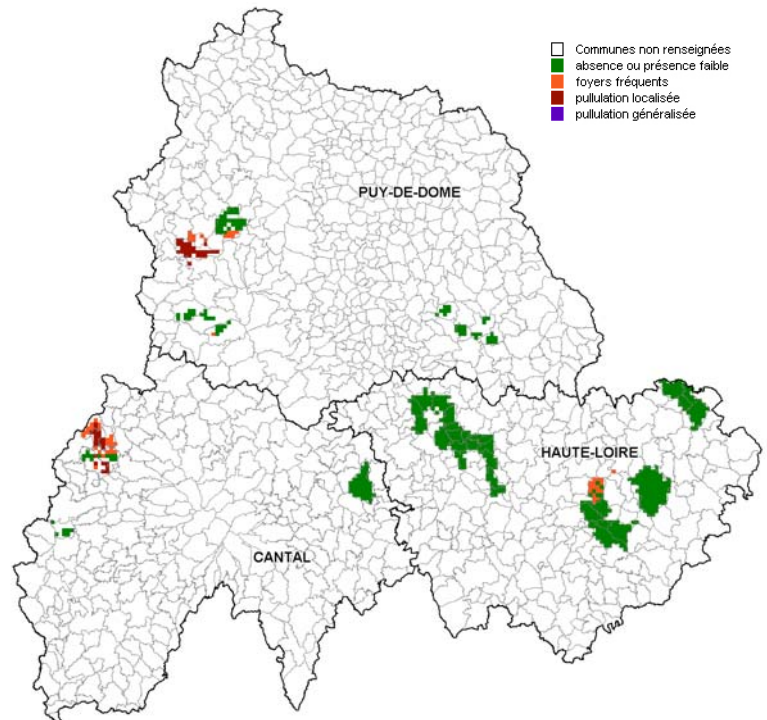 Communes non renseignées
absence ou présence faible
foyers fréquents
pullulation localisée
pullulation généralisée
PUY-DE-DOME
HAUTE-LOIRE
CANTAL